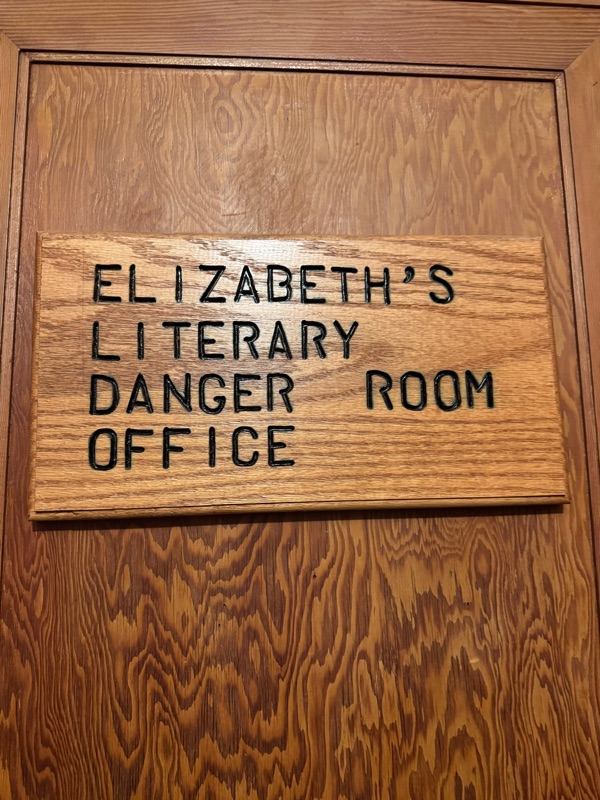 ELIZABETH'S
LITERARY
DANGER ROOM
OFFICE